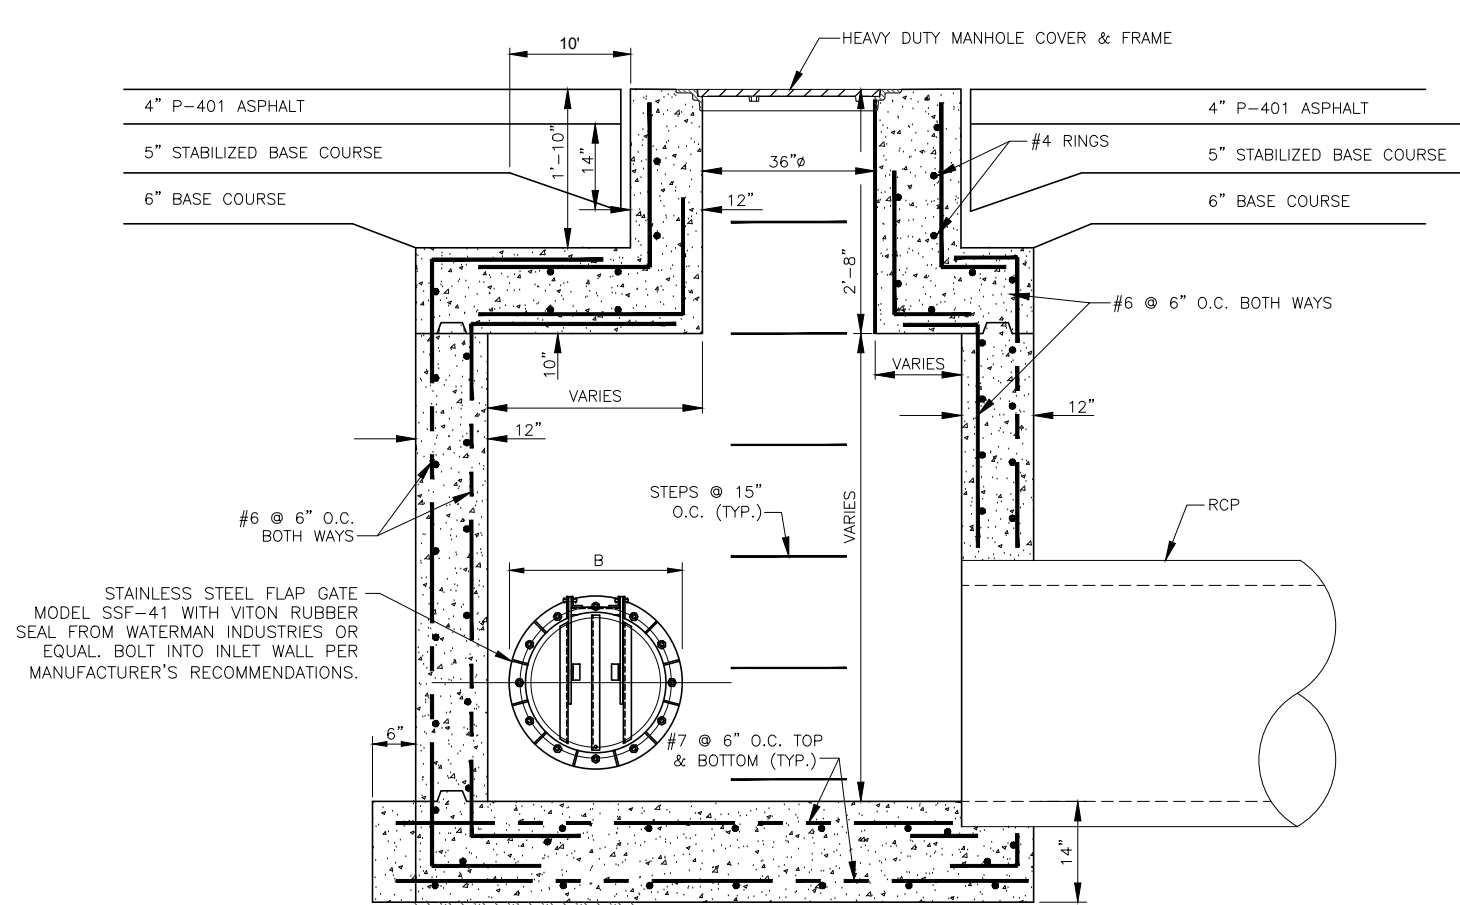 HEAVY DUTY MANHOLE COVER & FRAME
10'
4" P-401 ASPHALT
4" P-401 ASPHALT
1'-10"
14"
#4 RINGS
5" STABILIZED BASE COURSE
5" STABILIZED BASE COURSE
36"ø
6" BASE COURSE
12"
6" BASE COURSE
2'-8"
#6 @ 6" O.C. BOTH WAYS
10"
VARIES
VARIES
12"
12"
STEPS @ 15"
O.C. (TYP.)
VARIES
RCP
#6 @ 6" O.C.
BOTH WAYS
B
STAINLESS STEEL FLAP GATE
MODEL SSF-41 WITH VITON RUBBER
SEAL FROM WATERMAN INDUSTRIES OR
EQUAL. BOLT INTO INLET WALL PER
MANUFACTURER'S RECOMMENDATIONS.
6"
#7 @ 6" O.C. TOP
& BOTTOM (TYP.)
14"